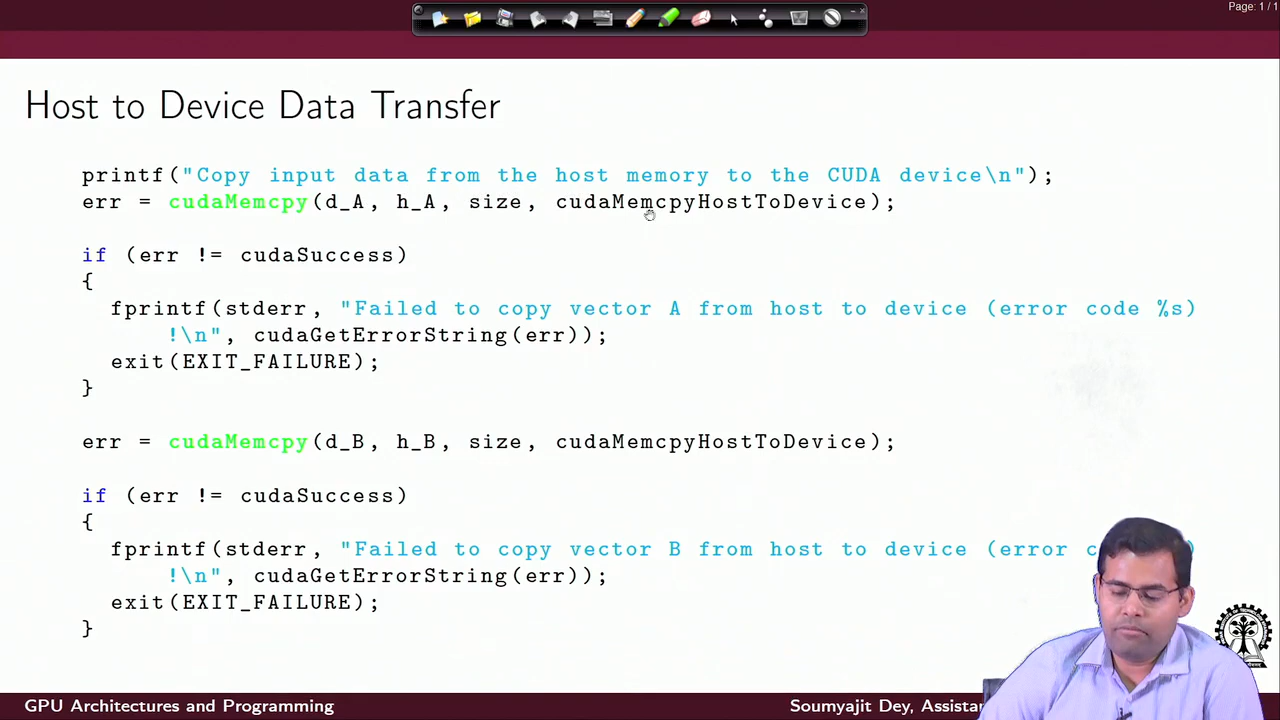 Page: 1 / 1
Host to Device Data Transfer
printf("Copy input data from the host memory to the CUDA device\n");
err = cudaMemcpy(d_A, h_A, size, cudaMemcpyHostToDevice);
if (err != cudaSuccess)
{
fprintf(stderr, "Failed to copy vector A from host to device (error code %s)
!\n", cudaGetErrorString(err));
exit(EXIT_FAILURE);
}
err = cudaMemcpy(d_B, h_B, size, cudaMemcpyHostToDevice);
if (err != cudaSuccess)
{
fprintf(stderr, "Failed to copy vector B from host to device (error c )
!\n", cudaGetErrorString(err));
exit(EXIT_FAILURE);
}
GPU Architectures and Programming
Soumyajit Dey,